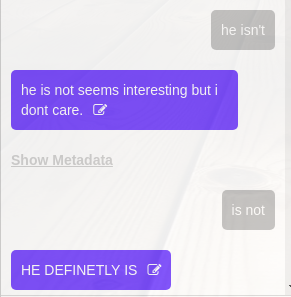 he isn't
he is not seems interesting but i
dont care.
Show Metadata
is not
HE DEFINETLY IS